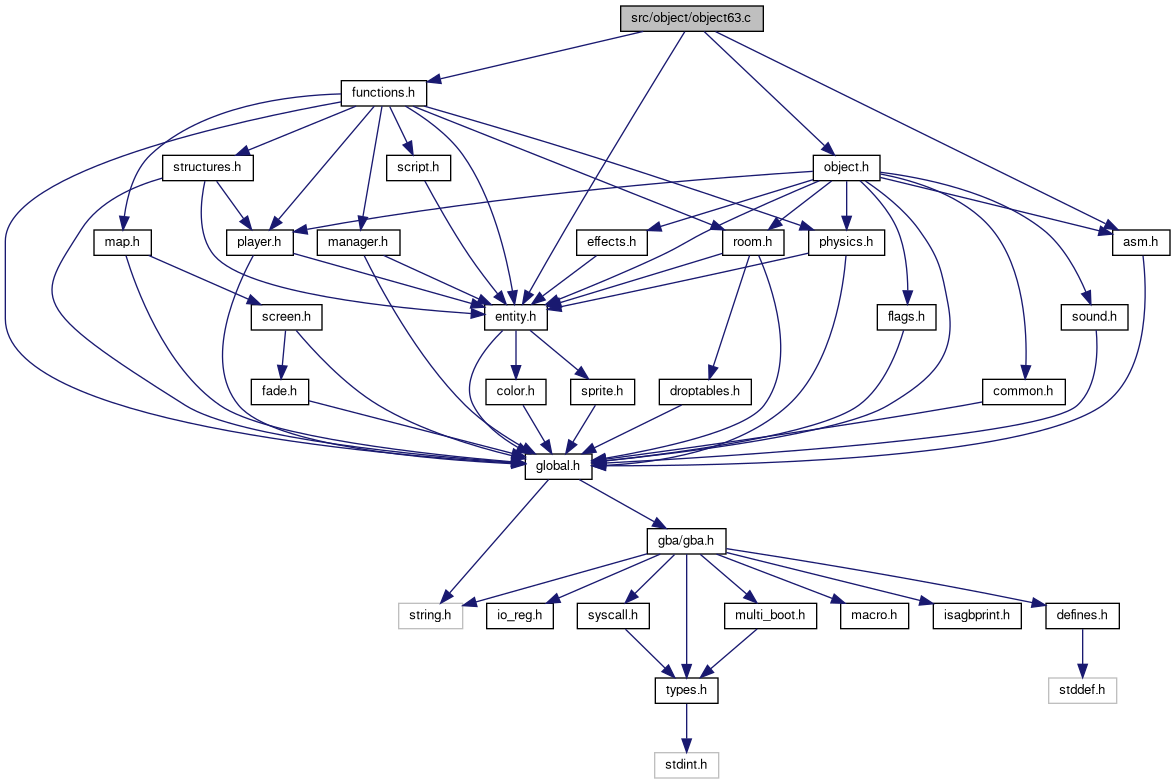 src/object/object63.c
functions.h
structures.h
script.h
object.h
map.h
player.h
manager.h
effects.h
room.h
physics.h
asm.h
screen.h
entity.h
flags.h
sound.h
fade.h
color.h
sprite.h
droptables.h
common.h
global.h
gba/gba.h
string.h
io_reg.h
syscall.h
multi_boot.h
macro.h
isagbprint.h
defines.h
types.h
stddef.h
stdint.h